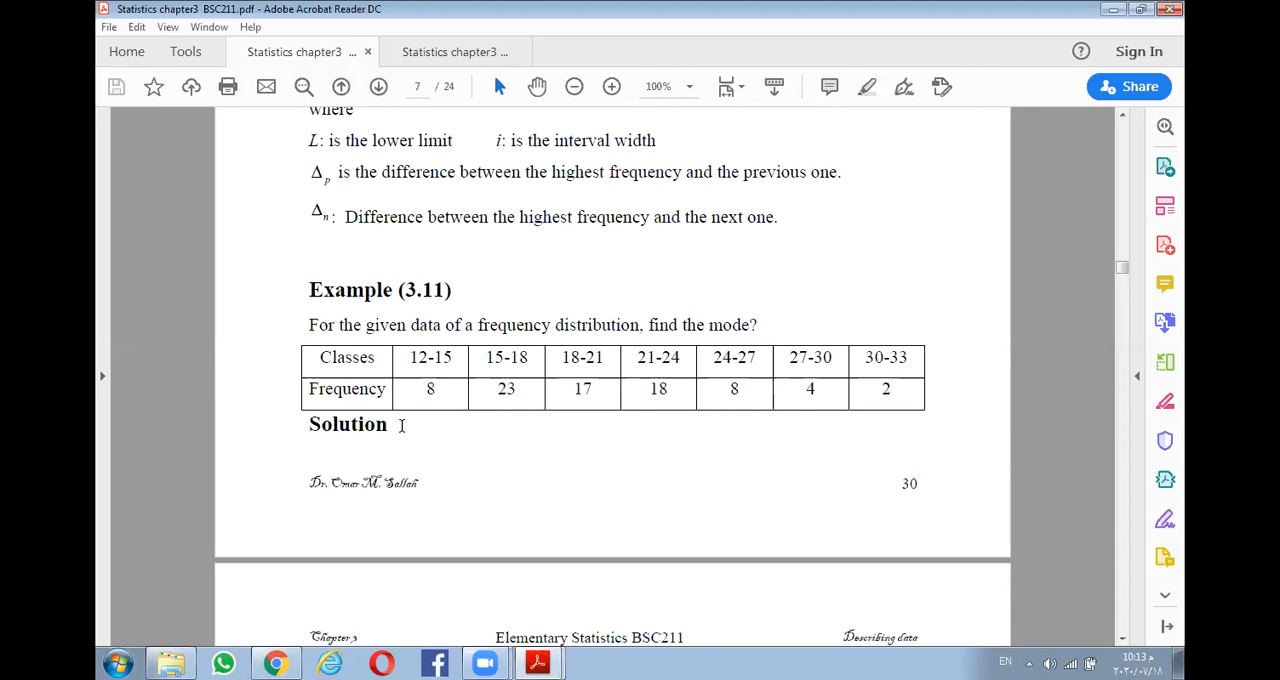 Statistics chapter3 BSC211.pdf - Adobe Acrobat Reader DC
File Edit View Window Help
Home Tools Statistics chapter3 ... × Statistics chapter3 ... ? Sign In
7 / 24 100% Share
where
L: is the lower limit i: is the interval width
Δp is the difference between the highest frequency and the previous one.
Δn: Difference between the highest frequency and the next one.
Example (3.11)
For the given data of a frequency distribution, find the mode?
Classes 12-15 15-18 18-21 21-24 24-27 27-30 30-33
Frequency 8 23 17 18 8 4 2
Solution
Dr. Omar M. Sallah 30
Chapter 3 Elementary Statistics BSC211 Describing data
EN 10:13 م
٢٠٢٠/٠٧/١٨